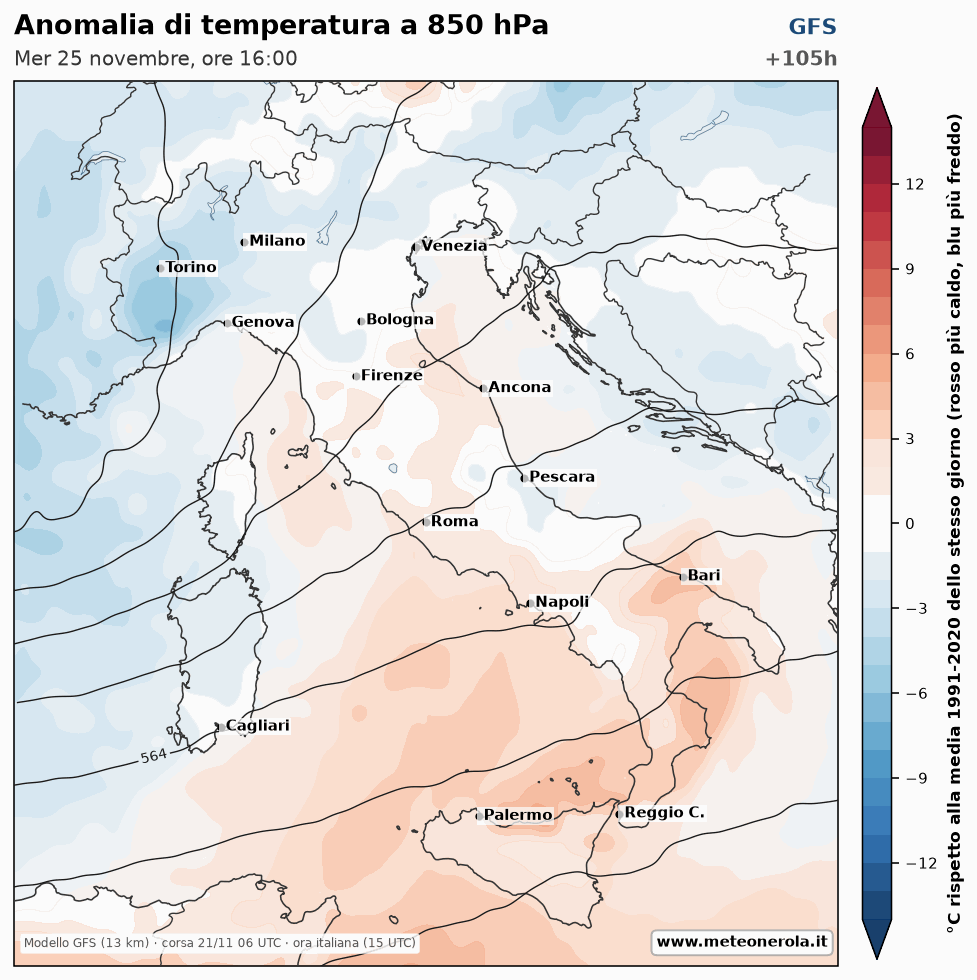 Anomalia di temperatura a 850 hPa
GFS
Mer 25 novembre, ore 16:00
+105h
Milano
Venezia
Torino
Genova
Bologna
Firenze
Ancona
Pescara
Roma
Bari
Napoli
Cagliari
564
Palermo
Reggio C.
Modello GFS (13 km) · corsa 21/11 06 UTC · ora italiana (15 UTC)
www.meteonerola.it
12
9
6
3
0
−3
−6
−9
−12
°C rispetto alla media 1991-2020 dello stesso giorno (rosso più caldo, blu più freddo)